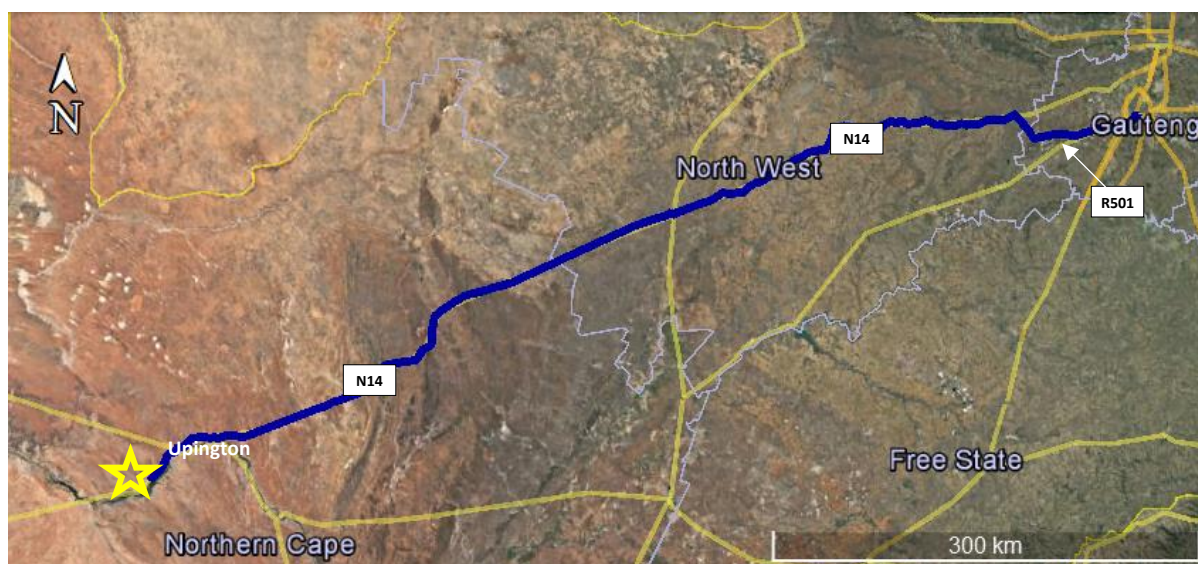 N
N14
Gauteng
North West
R501
N14
Upington
Free State
Northern Cape
300 km